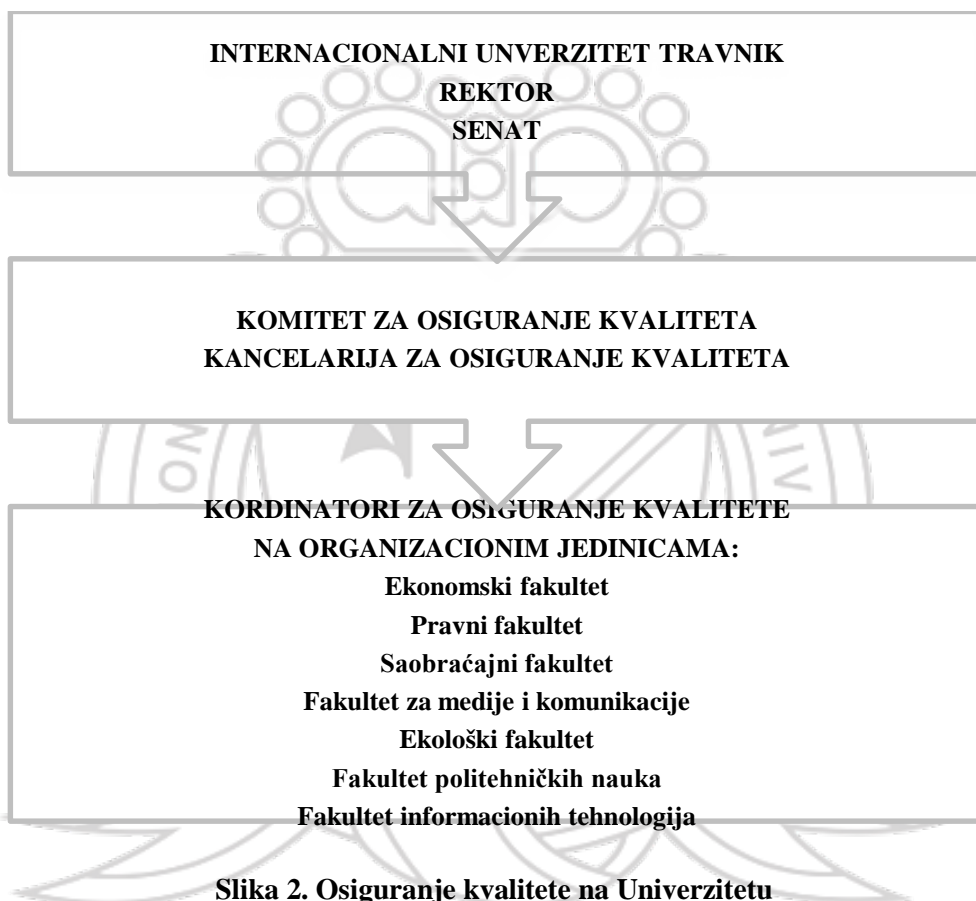 INTERNACIONALNI UNVERZITET TRAVNIK
REKTOR
SENAT
KOMITET ZA OSIGURANJE KVALITETA
KANCELARIJA ZA OSIGURANJE KVALITETA
KORDINATORI ZA OSIGURANJE KVALITETE
NA ORGANIZACIONIM JEDINICAMA:
Ekonomski fakultet
Pravni fakultet
Saobraćajni fakultet
Fakultet za medije i komunikacije
Ekološki fakultet
Fakultet politehničkih nauka
Fakultet informacionih tehnologija
Slika 2. Osiguranje kvalitete na Univerzitetu